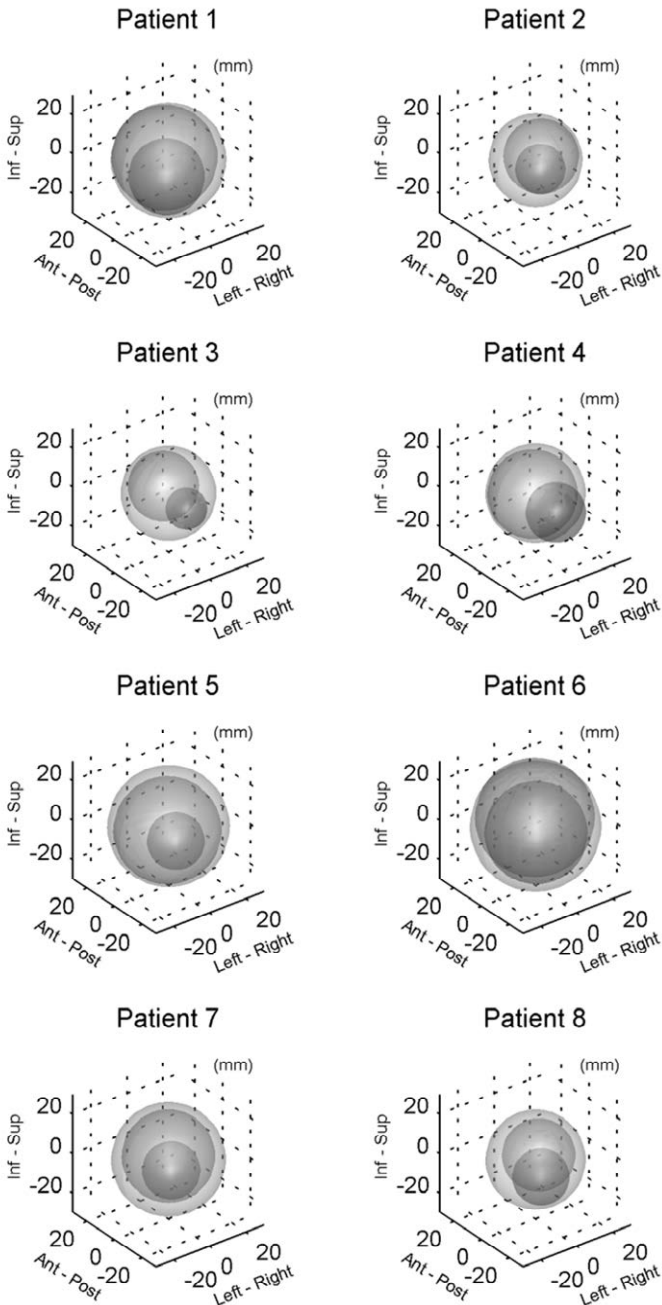 Patient 1
(mm)
Inf - Sup
20
0
-20
20
0
-20
Ant - Post
-20
0
20
Left - Right
Patient 2
(mm)
Inf - Sup
20
0
-20
20
0
-20
Ant - Post
-20
0
20
Left - Right
Patient 3
(mm)
Inf - Sup
20
0
-20
20
0
-20
Ant - Post
-20
0
20
Left - Right
Patient 4
(mm)
Inf - Sup
20
0
-20
20
0
-20
Ant - Post
-20
0
20
Left - Right
Patient 5
(mm)
Inf - Sup
20
0
-20
20
0
-20
Ant - Post
-20
0
20
Left - Right
Patient 6
(mm)
Inf - Sup
20
0
-20
20
0
-20
Ant - Post
-20
0
20
Left - Right
Patient 7
(mm)
Inf - Sup
20
0
-20
20
0
-20
Ant - Post
-20
0
20
Left - Right
Patient 8
(mm)
Inf - Sup
20
0
-20
20
0
-20
Ant - Post
-20
0
20
Left - Right